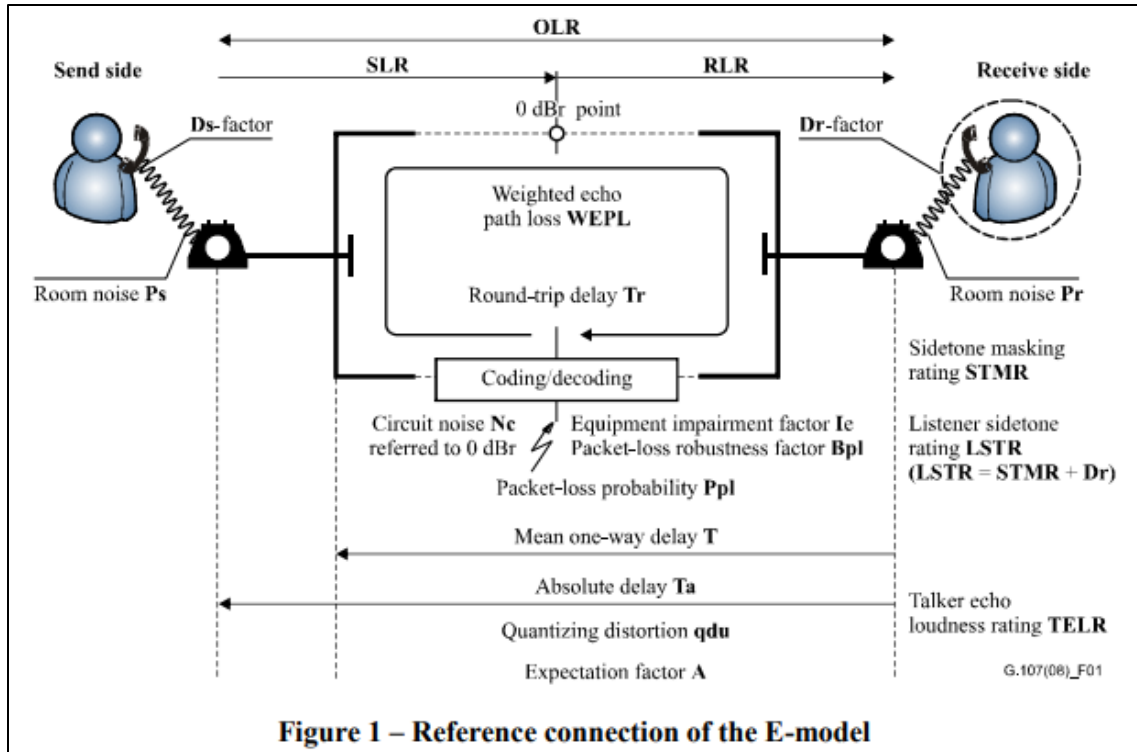 OLR
SLR
RLR
Send side
Receive side
0 dBr point
Ds-factor
Dr-factor
Weighted echo
path loss WEPL
Room noise Ps
Round-trip delay Tr
Room noise Pr
Coding/decoding
Sidetone masking
rating STMR
Circuit noise Nc
referred to 0 dBr
Equipment impairment factor Ie
Packet-loss robustness factor Bpl
Listener sidetone
rating LSTR
(LSTR = STMR + Dr)
Packet-loss probability Ppl
Mean one-way delay T
Absolute delay Ta
Talker echo
loudness rating TELR
Quantizing distortion qdu
Expectation factor A
G.107(08)_F01
Figure 1 – Reference connection of the E-model